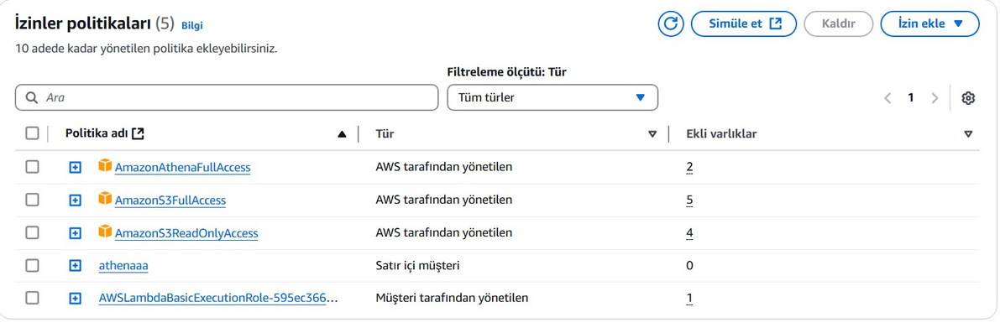 İzinler politikaları (5) Bilgi
Simüle et
Kaldır
İzin ekle
10 adede kadar yönetilen politika ekleyebilirsiniz.
Filtreleme ölçütü: Tür
Ara
Tüm türler
1
Politika adı
Tür
Ekli varlıklar
AmazonAthenaFullAccess
AWS tarafından yönetilen
2
AmazonS3FullAccess
AWS tarafından yönetilen
5
AmazonS3ReadOnlyAccess
AWS tarafından yönetilen
4
athenaaa
Satır içi müşteri
0
AWSLambdaBasicExecutionRole-595ec366...
Müşteri tarafından yönetilen
1